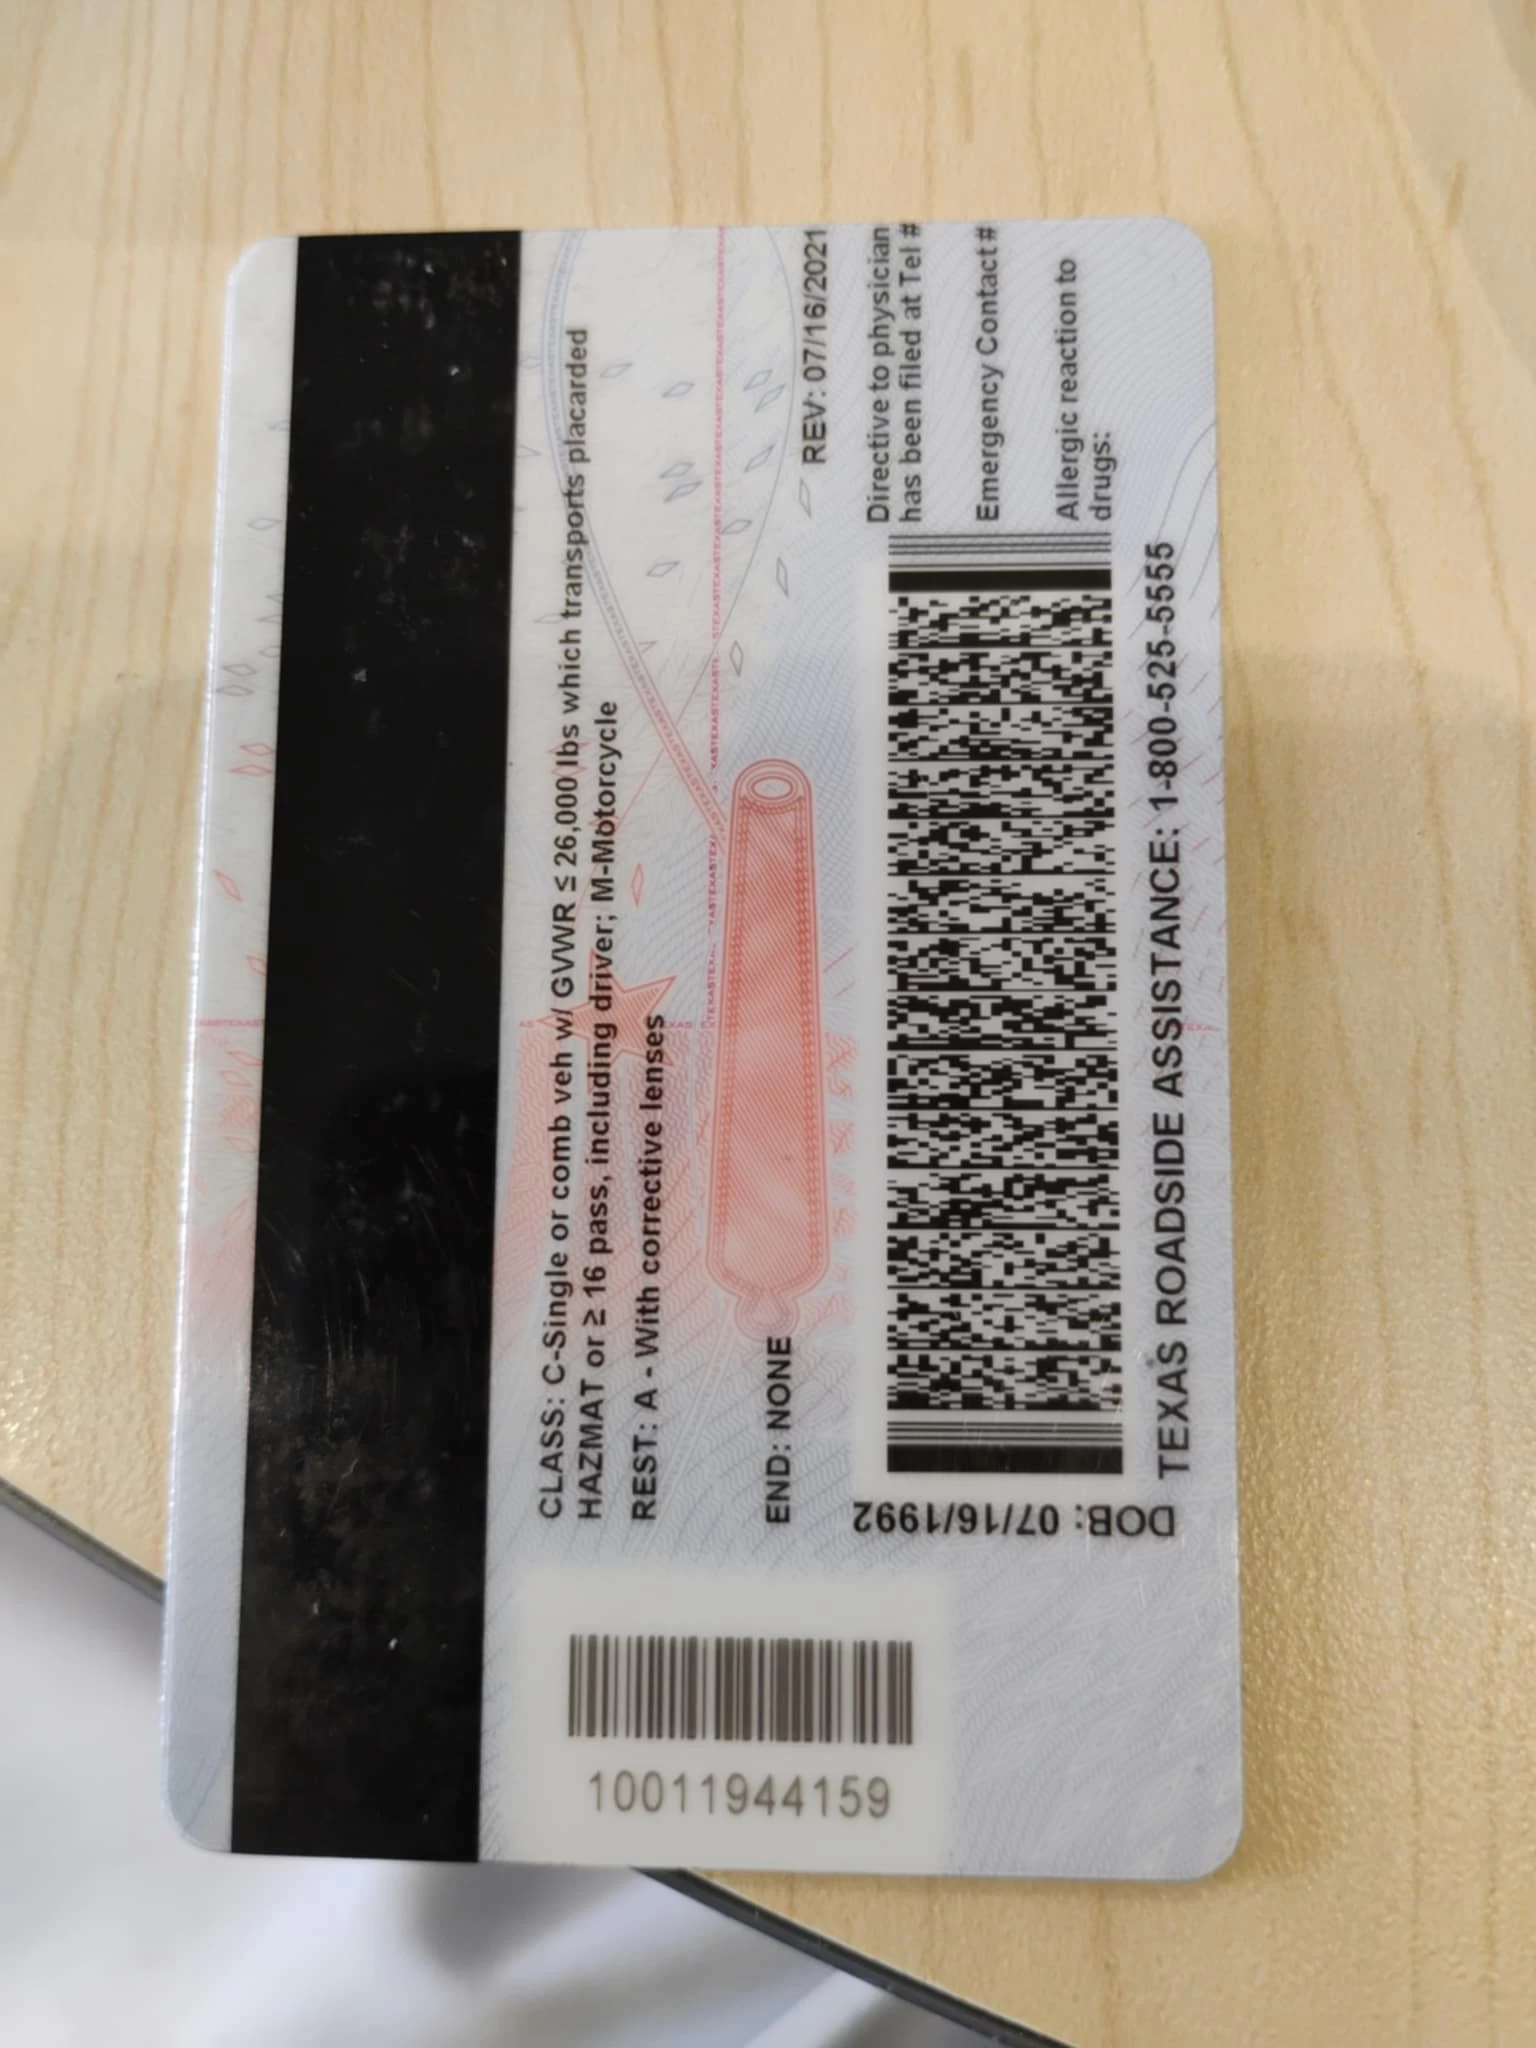 CLASS: C-Single or comb veh w/ GVWR ≤ 26,000 lbs which transports placarded
HAZMAT or ≥ 16 pass, including driver; M-Motorcycle
REST: A - With corrective lenses
END: NONE
REV: 07/16/2021
Directive to physician
has been filed at Tel #
Emergency Contact #
Allergic reaction to
drugs:
DOB: 07/16/1992
TEXAS ROADSIDE ASSISTANCE: 1-800-525-5555
10011944159